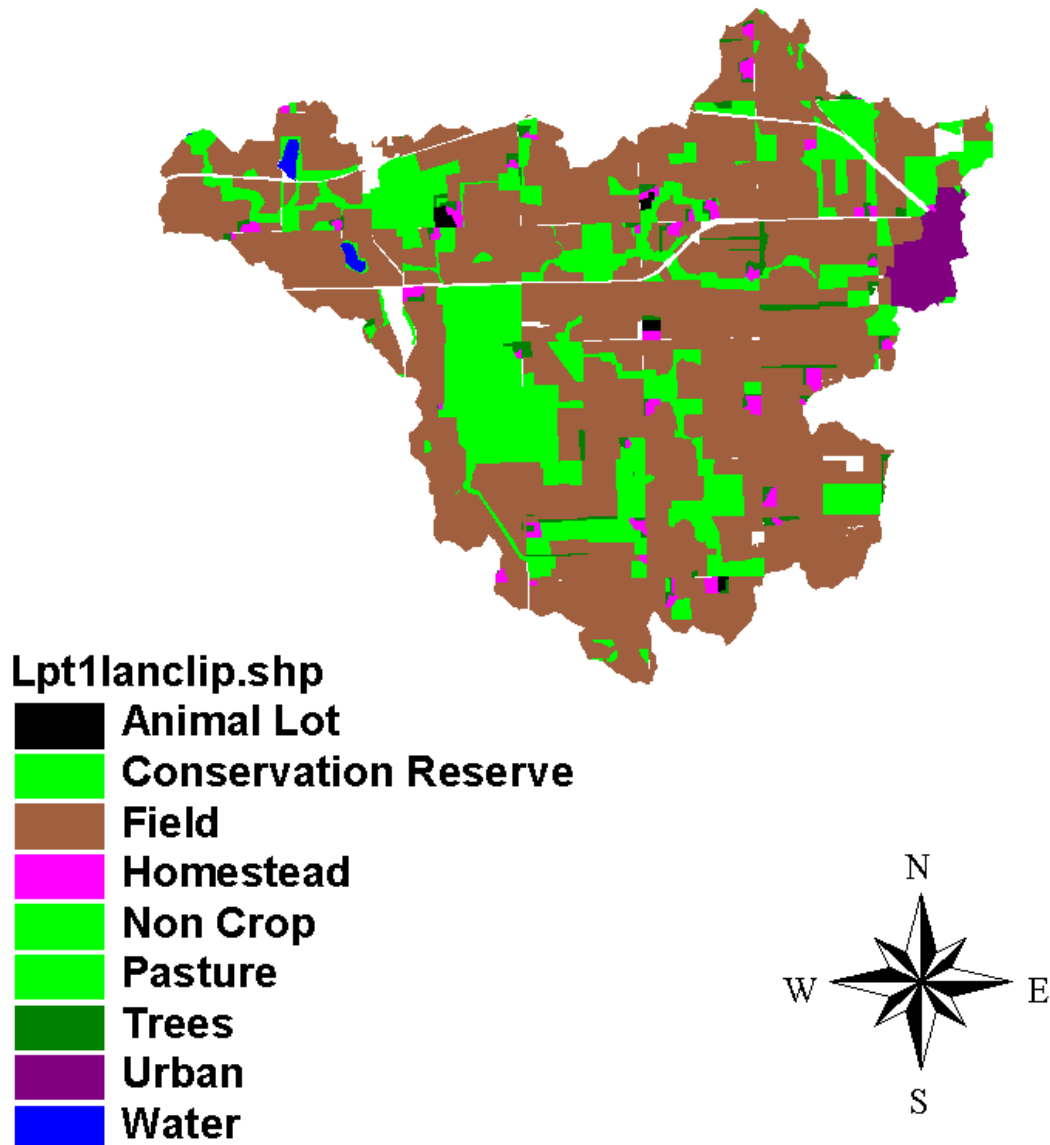 Lpt1lanclip.shp
Animal Lot
Conservation Reserve
Field
Homestead
Non Crop
Pasture
Trees
Urban
Water
N
W E
S